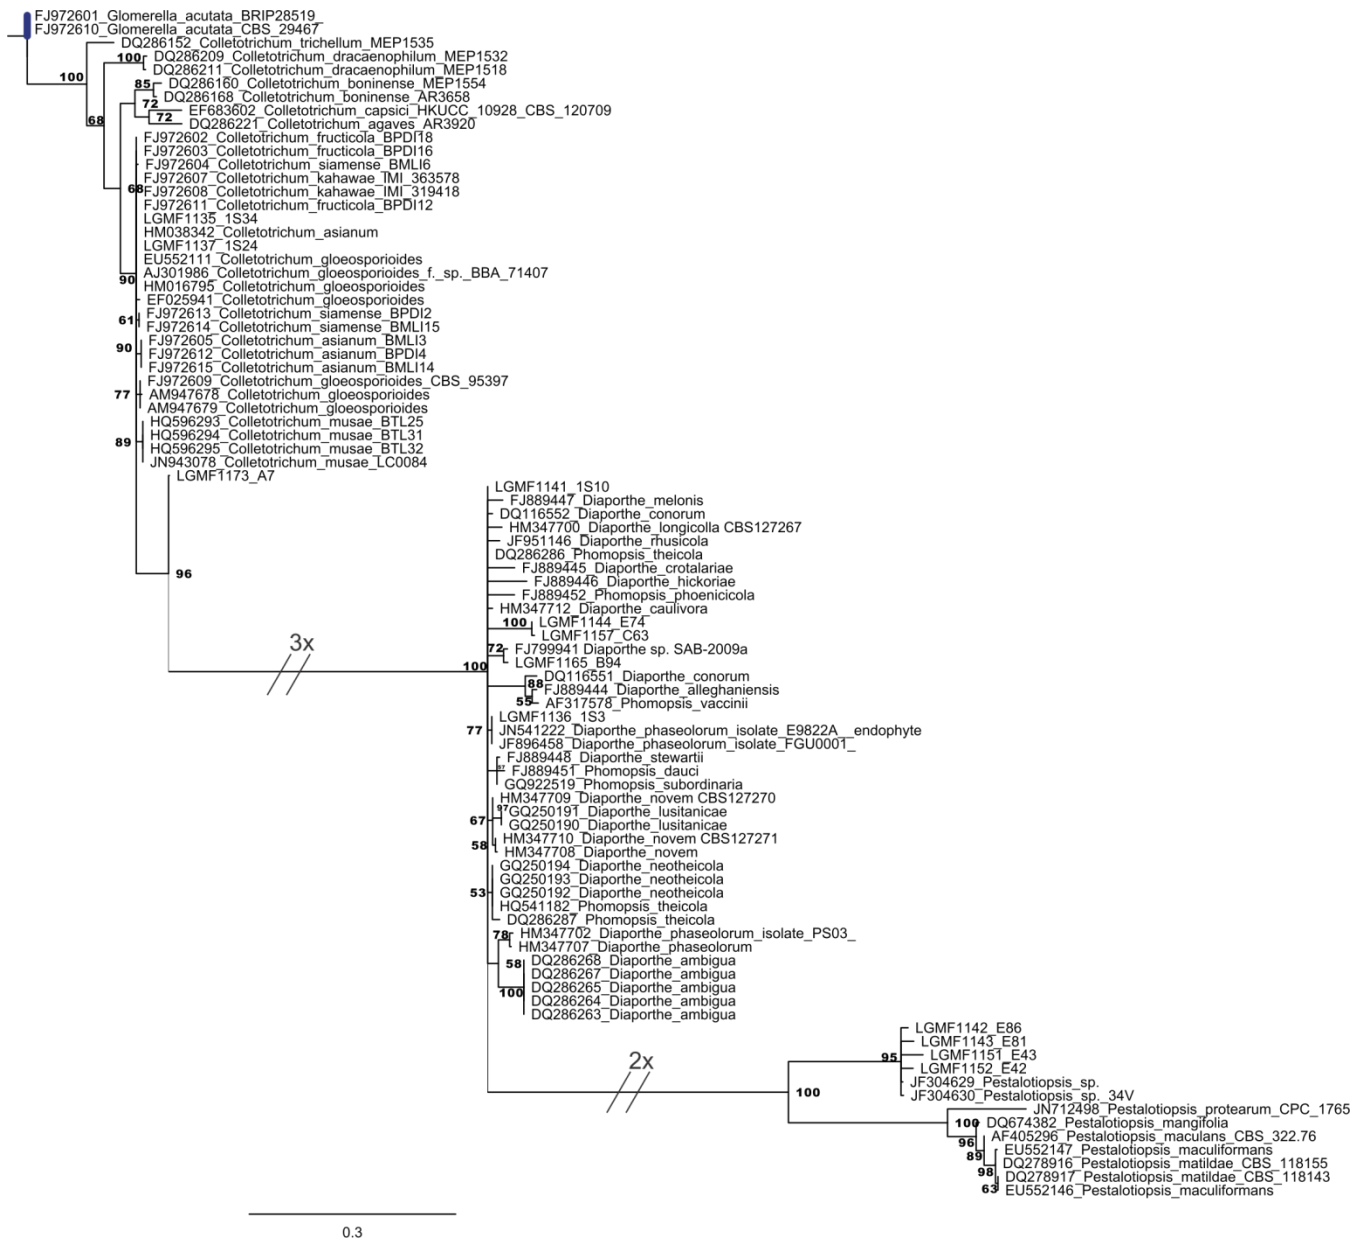 FJ972601_Glomerella_acutata_BRIP28519_
FJ972610_Glomerella_acutata_CBS_29467
DQ286152_Colletotrichum_trichellum_MEP1535
100
DQ286209_Colletotrichum_dracaenophilum_MEP1532
DQ286211_Colletotrichum_dracaenophilum_MEP1518
100
85
DQ286160_Colletotrichum_boninense_MEP1554
DQ286168_Colletotrichum_boninense_AR3658
72
EF683602_Colletotrichum_capsici_HKUCC_10928_CBS_120709
72
68
DQ286221_Colletotrichum_agaves_AR3920
FJ972602_Colletotrichum_fructicola_BPDI18
FJ972603_Colletotrichum_fructicola_BPDI16
FJ972604_Colletotrichum_siamense_BMLI6
FJ972607_Colletotrichum_kahawae_IMI_363578
68
FJ972608_Colletotrichum_kahawae_IMI_319418
FJ972611_Colletotrichum_fructicola_BPDI12
LGMF1135_1S34
HM038342_Colletotrichum_asianum
LGMF1137_1S24
EU552111_Colletotrichum_gloeosporioides
AJ301986_Colletotrichum_gloeosporioides_f._sp._BBA_71407
90
HM016795_Colletotrichum_gloeosporioides
EF025941_Colletotrichum_gloeosporioides
FJ972613_Colletotrichum_siamense_BPDI2
61
FJ972614_Colletotrichum_siamense_BMLI15
FJ972605_Colletotrichum_asianum_BMLI3
90
FJ972612_Colletotrichum_asianum_BPDI4
FJ972615_Colletotrichum_asianum_BMLI14
FJ972609_Colletotrichum_gloeosporioides_CBS_95397
77
AM947678_Colletotrichum_gloeosporioides
AM947679_Colletotrichum_gloeosporioides
HQ596293_Colletotrichum_musae_BTL25
HQ596294_Colletotrichum_musae_BTL31
89
HQ596295_Colletotrichum_musae_BTL32
JN943078_Colletotrichum_musae_LC0084
LGMF1173_A7
96
3x
LGMF1141_1S10
FJ889447_Diaporthe_melonis
DQ116552_Diaporthe_conorum
HM347700_Diaporthe_longicolla CBS127267
JF951146_Diaporthe_rhusicola
DQ286286_Phomopsis_theicola
FJ889445_Diaporthe_crotalariae
FJ889446_Diaporthe_hickoriae
FJ889452_Phomopsis_phoenicicola
HM347712_Diaporthe_caulivora
100
LGMF1144_E74
LGMF1157_C63
72
FJ799941 Diaporthe sp. SAB-2009a
LGMF1165_B94
100
DQ116551_Diaporthe_conorum
88
FJ889444_Diaporthe_alleghaniensis
55
AF317578_Phomopsis_vaccinii
LGMF1136_1S3
77
JN541222_Diaporthe_phaseolorum_isolate_E9822A__endophyte
JF896458_Diaporthe_phaseolorum_isolate_FGU0001_
FJ889448_Diaporthe_stewartii
97
FJ889451_Phomopsis_dauci
GQ922519_Phomopsis_subordinaria
HM347709_Diaporthe_novem CBS127270
97
GQ250191_Diaporthe_lusitanicae
67
GQ250190_Diaporthe_lusitanicae
HM347710_Diaporthe_novem CBS127271
58
HM347708_Diaporthe_novem
GQ250194_Diaporthe_neotheicola
GQ250193_Diaporthe_neotheicola
53
GQ250192_Diaporthe_neotheicola
HQ541182_Phomopsis_theicola
DQ286287_Phomopsis_theicola
78
HM347702_Diaporthe_phaseolorum_isolate_PS03_
HM347707_Diaporthe_phaseolorum
58
DQ286268_Diaporthe_ambigua
DQ286267_Diaporthe_ambigua
100
DQ286265_Diaporthe_ambigua
DQ286264_Diaporthe_ambigua
DQ286263_Diaporthe_ambigua
2x
100
LGMF1142_E86
LGMF1143_E81
95
LGMF1151_E43
LGMF1152_E42
JF304629_Pestalotiopsis_sp.
JF304630_Pestalotiopsis_sp._34V
JN712498_Pestalotiopsis_protearum_CPC_1765
100
DQ674382_Pestalotiopsis_mangifolia
96
AF405296_Pestalotiopsis_maculans_CBS_322.76
89
EU552147_Pestalotiopsis_maculiformans
98
DQ278916_Pestalotiopsis_matildae_CBS_118155
DQ278917_Pestalotiopsis_matildae_CBS_118143
63
EU552146_Pestalotiopsis_maculiformans
0.3